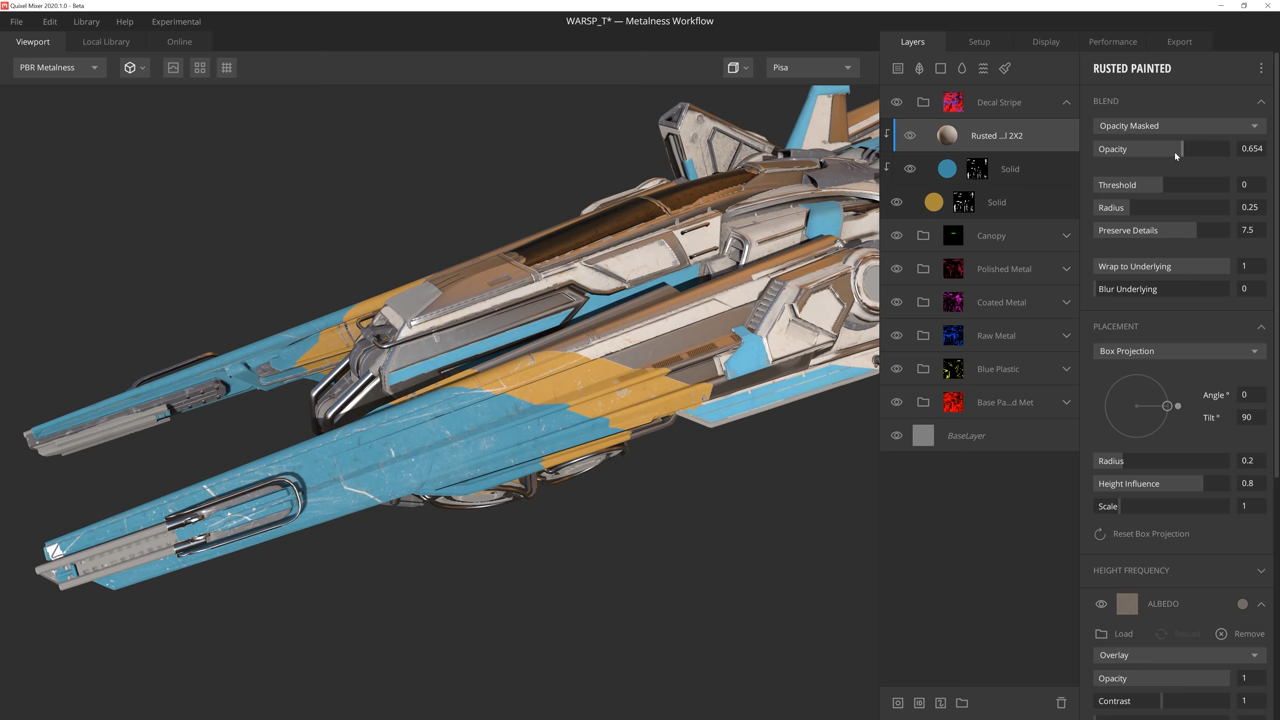 Quixel Mixer 2020.1.0 - Beta
File Edit Library Help Experimental
WARSP_T* — Metalness Workflow
Viewport Local Library Online
Layers Setup Display Performance Export
PBR Metalness
Pisa
RUSTED PAINTED
BLEND
Opacity Masked
Opacity 0.654
Threshold 0
Radius 0.25
Preserve Details 7.5
Wrap to Underlying 1
Blur Underlying 0
PLACEMENT
Box Projection
Angle ° 0
Tilt ° 90
Radius 0.2
Height Influence 0.8
Scale 1
Reset Box Projection
HEIGHT FREQUENCY
ALBEDO
Load Reload Remove
Overlay
Opacity 1
Contrast 1
Decal Stripe
Rusted ...l 2X2
Solid
Solid
Canopy
Polished Metal
Coated Metal
Raw Metal
Blue Plastic
Base Pa...d Met
BaseLayer